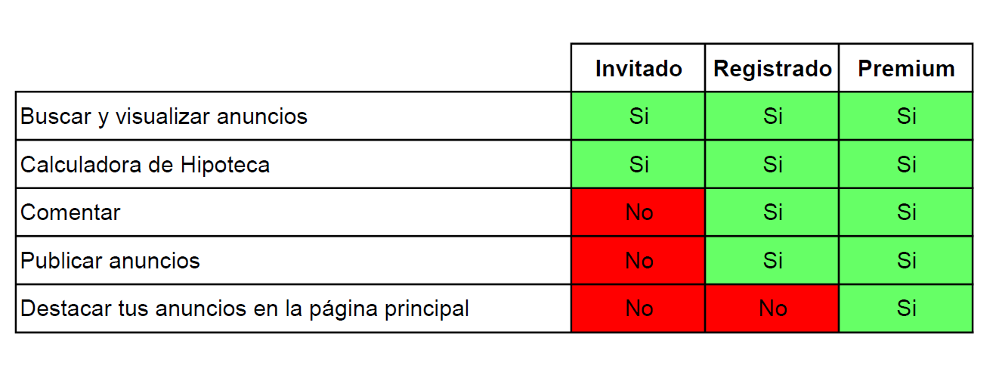 Invitado Registrado Premium
Buscar y visualizar anuncios Si Si Si
Calculadora de Hipoteca Si Si Si
Comentar No Si Si
Publicar anuncios No Si Si
Destacar tus anuncios en la página principal No No Si